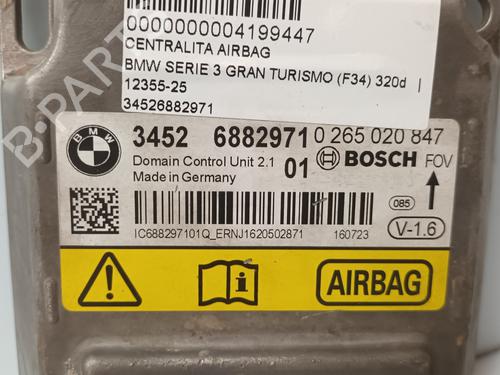 0000000004199447
CENTRALITA AIRBAG
BMW SERIE 3 GRAN TURISMO (F34) 320d |
12355-25
34526882971
BMW
3452 6882971 0 265 020 847
Domain Control Unit 2.1 01 BOSCH FOV
Made in Germany
085
IC688297101Q_ERNJ1620502871 160723 V-1.6
AIRBAG
B-PARTS